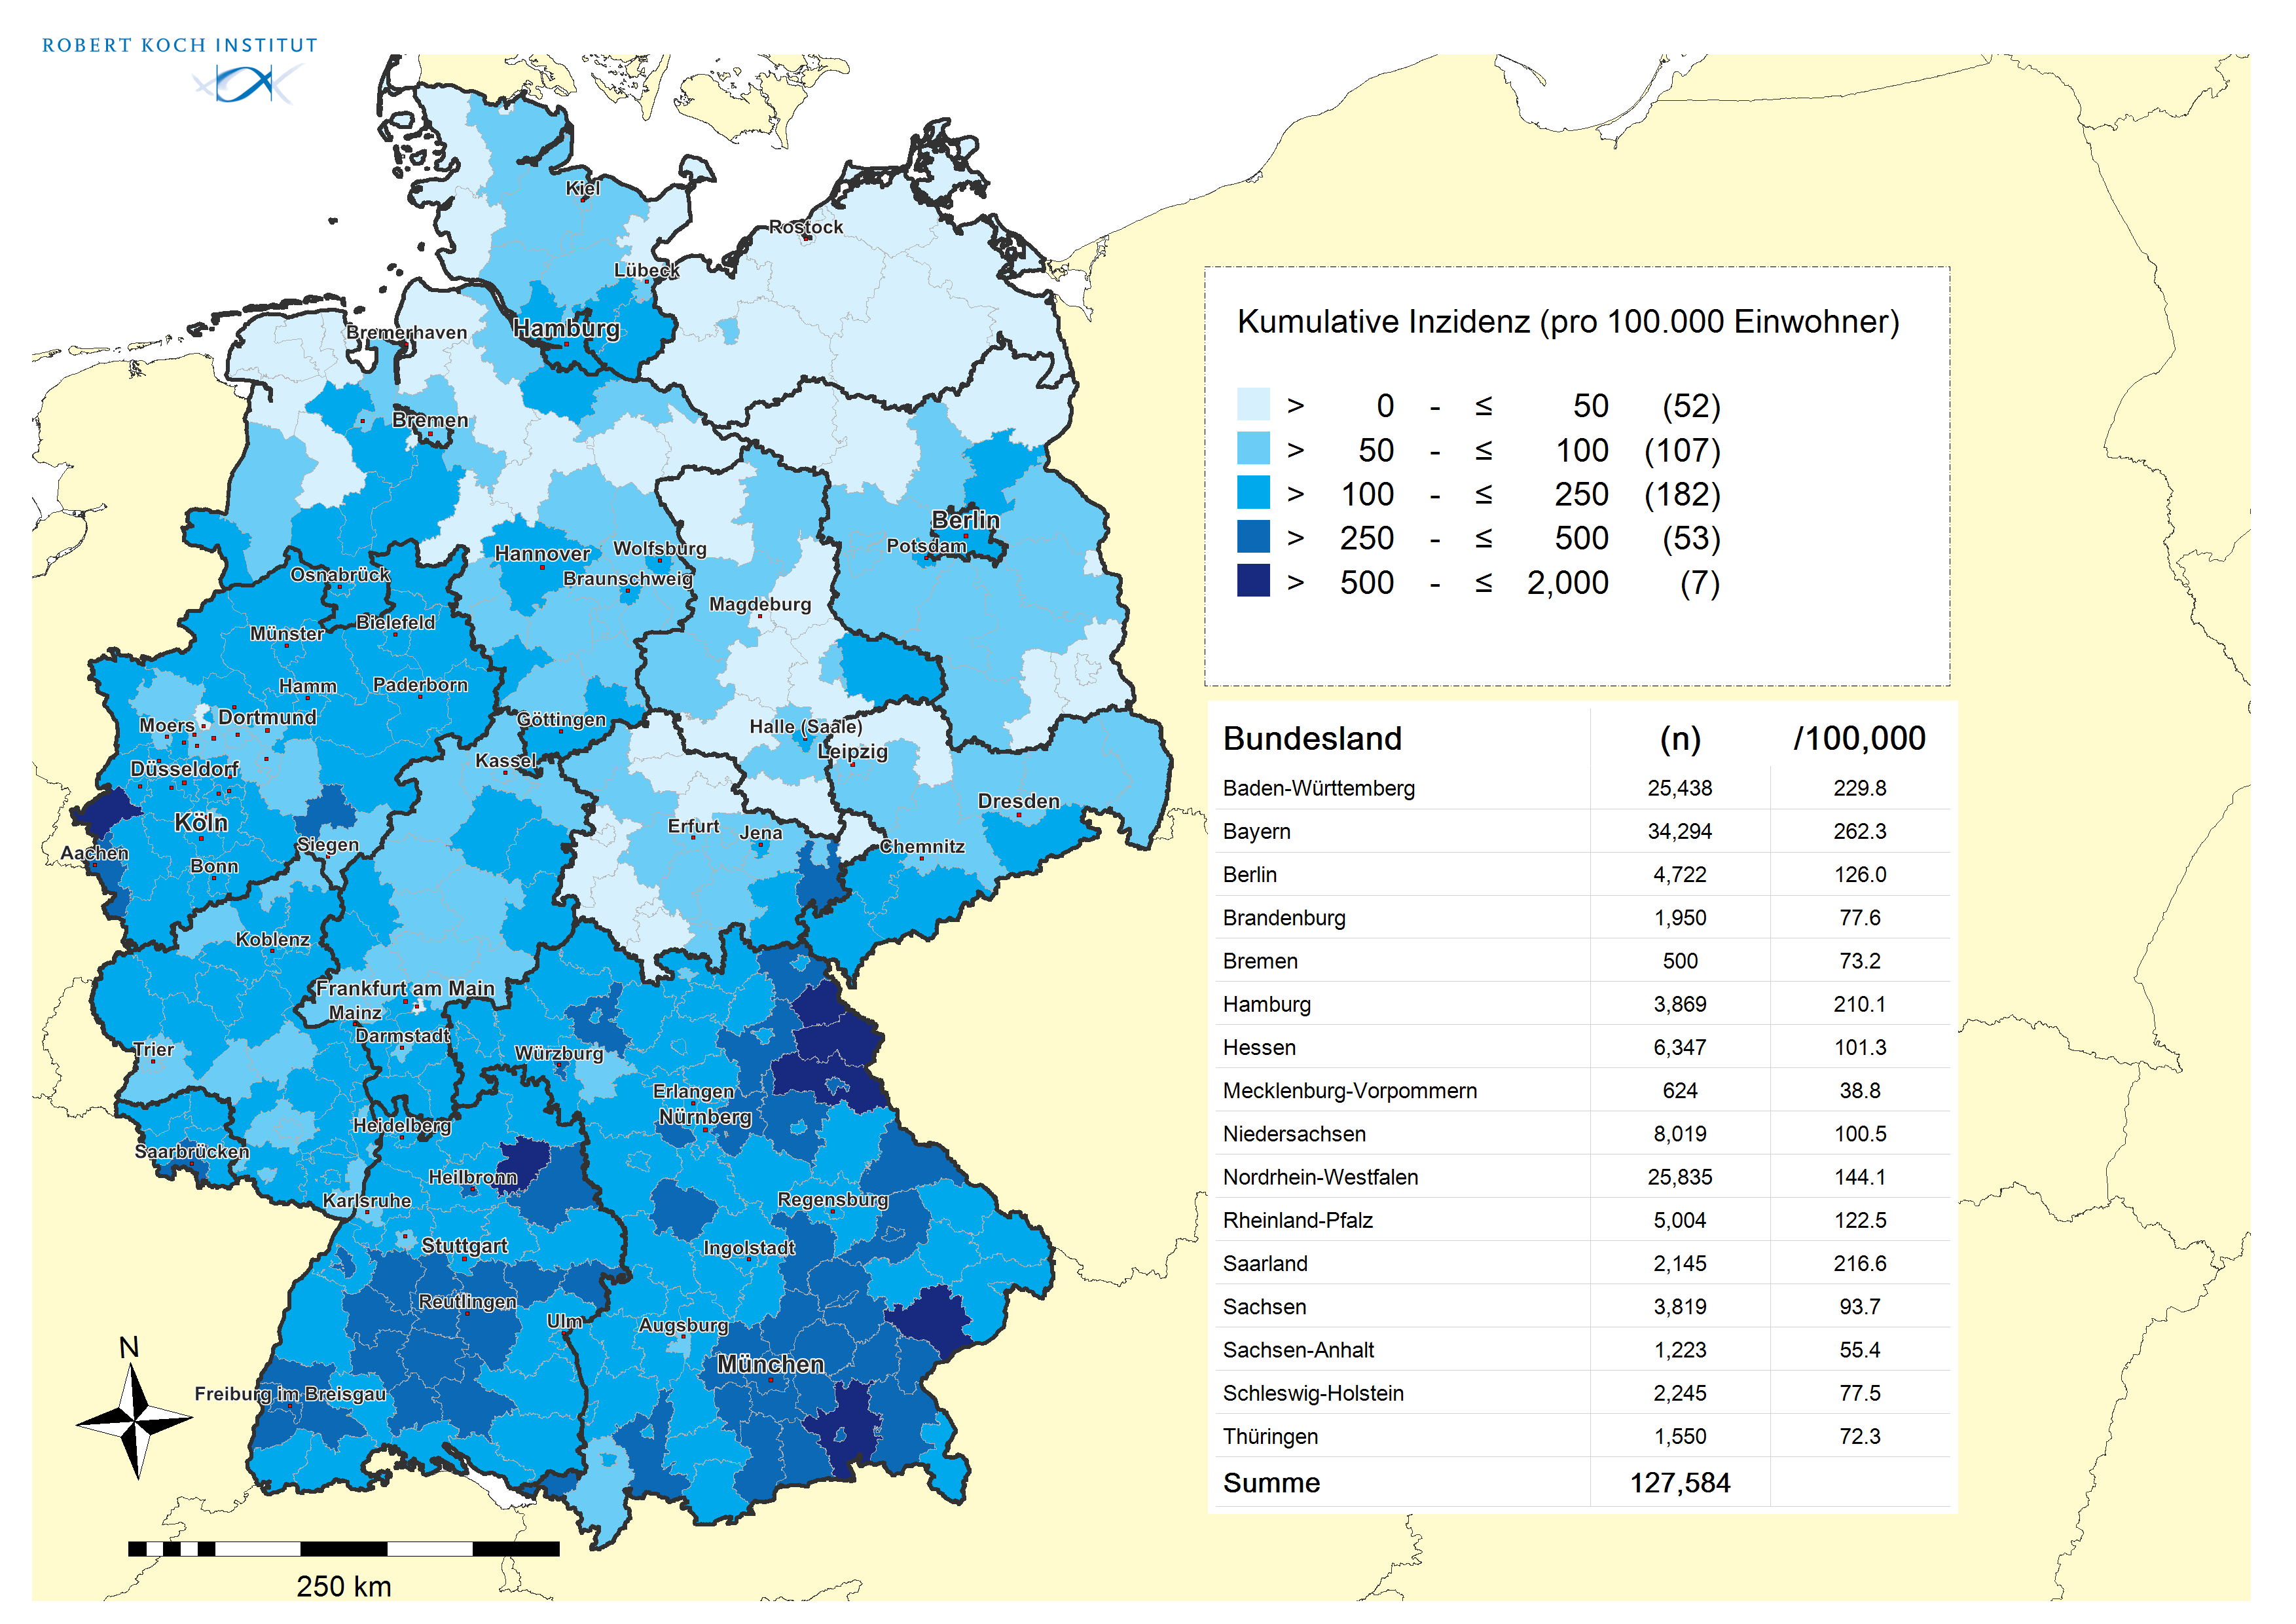 ROBERT KOCH INSTITUT
Kiel
Rostock
Lübeck
Hamburg
Bremerhaven
Bremen
Berlin
Potsdam
Hannover
Wolfsburg
Braunschweig
Osnabrück
Magdeburg
Bielefeld
Münster
Hamm
Paderborn
Moers
Dortmund
Göttingen
Halle (Saale)
Leipzig
Kassel
Düsseldorf
Dresden
Köln
Erfurt
Jena
Chemnitz
Siegen
Aachen
Bonn
Koblenz
Frankfurt am Main
Mainz
Darmstadt
Trier
Würzburg
Erlangen
Nürnberg
Heidelberg
Saarbrücken
Heilbronn
Karlsruhe
Regensburg
Stuttgart
Ingolstadt
Reutlingen
Ulm
Augsburg
München
Freiburg im Breisgau
N
250 km
Kumulative Inzidenz (pro 100.000 Einwohner)
> 0 - ≤ 50 (52)
> 50 - ≤ 100 (107)
> 100 - ≤ 250 (182)
> 250 - ≤ 500 (53)
> 500 - ≤ 2,000 (7)
Bundesland (n) /100,000
Baden-Württemberg 25,438 229.8
Bayern 34,294 262.3
Berlin 4,722 126.0
Brandenburg 1,950 77.6
Bremen 500 73.2
Hamburg 3,869 210.1
Hessen 6,347 101.3
Mecklenburg-Vorpommern 624 38.8
Niedersachsen 8,019 100.5
Nordrhein-Westfalen 25,835 144.1
Rheinland-Pfalz 5,004 122.5
Saarland 2,145 216.6
Sachsen 3,819 93.7
Sachsen-Anhalt 1,223 55.4
Schleswig-Holstein 2,245 77.5
Thüringen 1,550 72.3
Summe 127,584